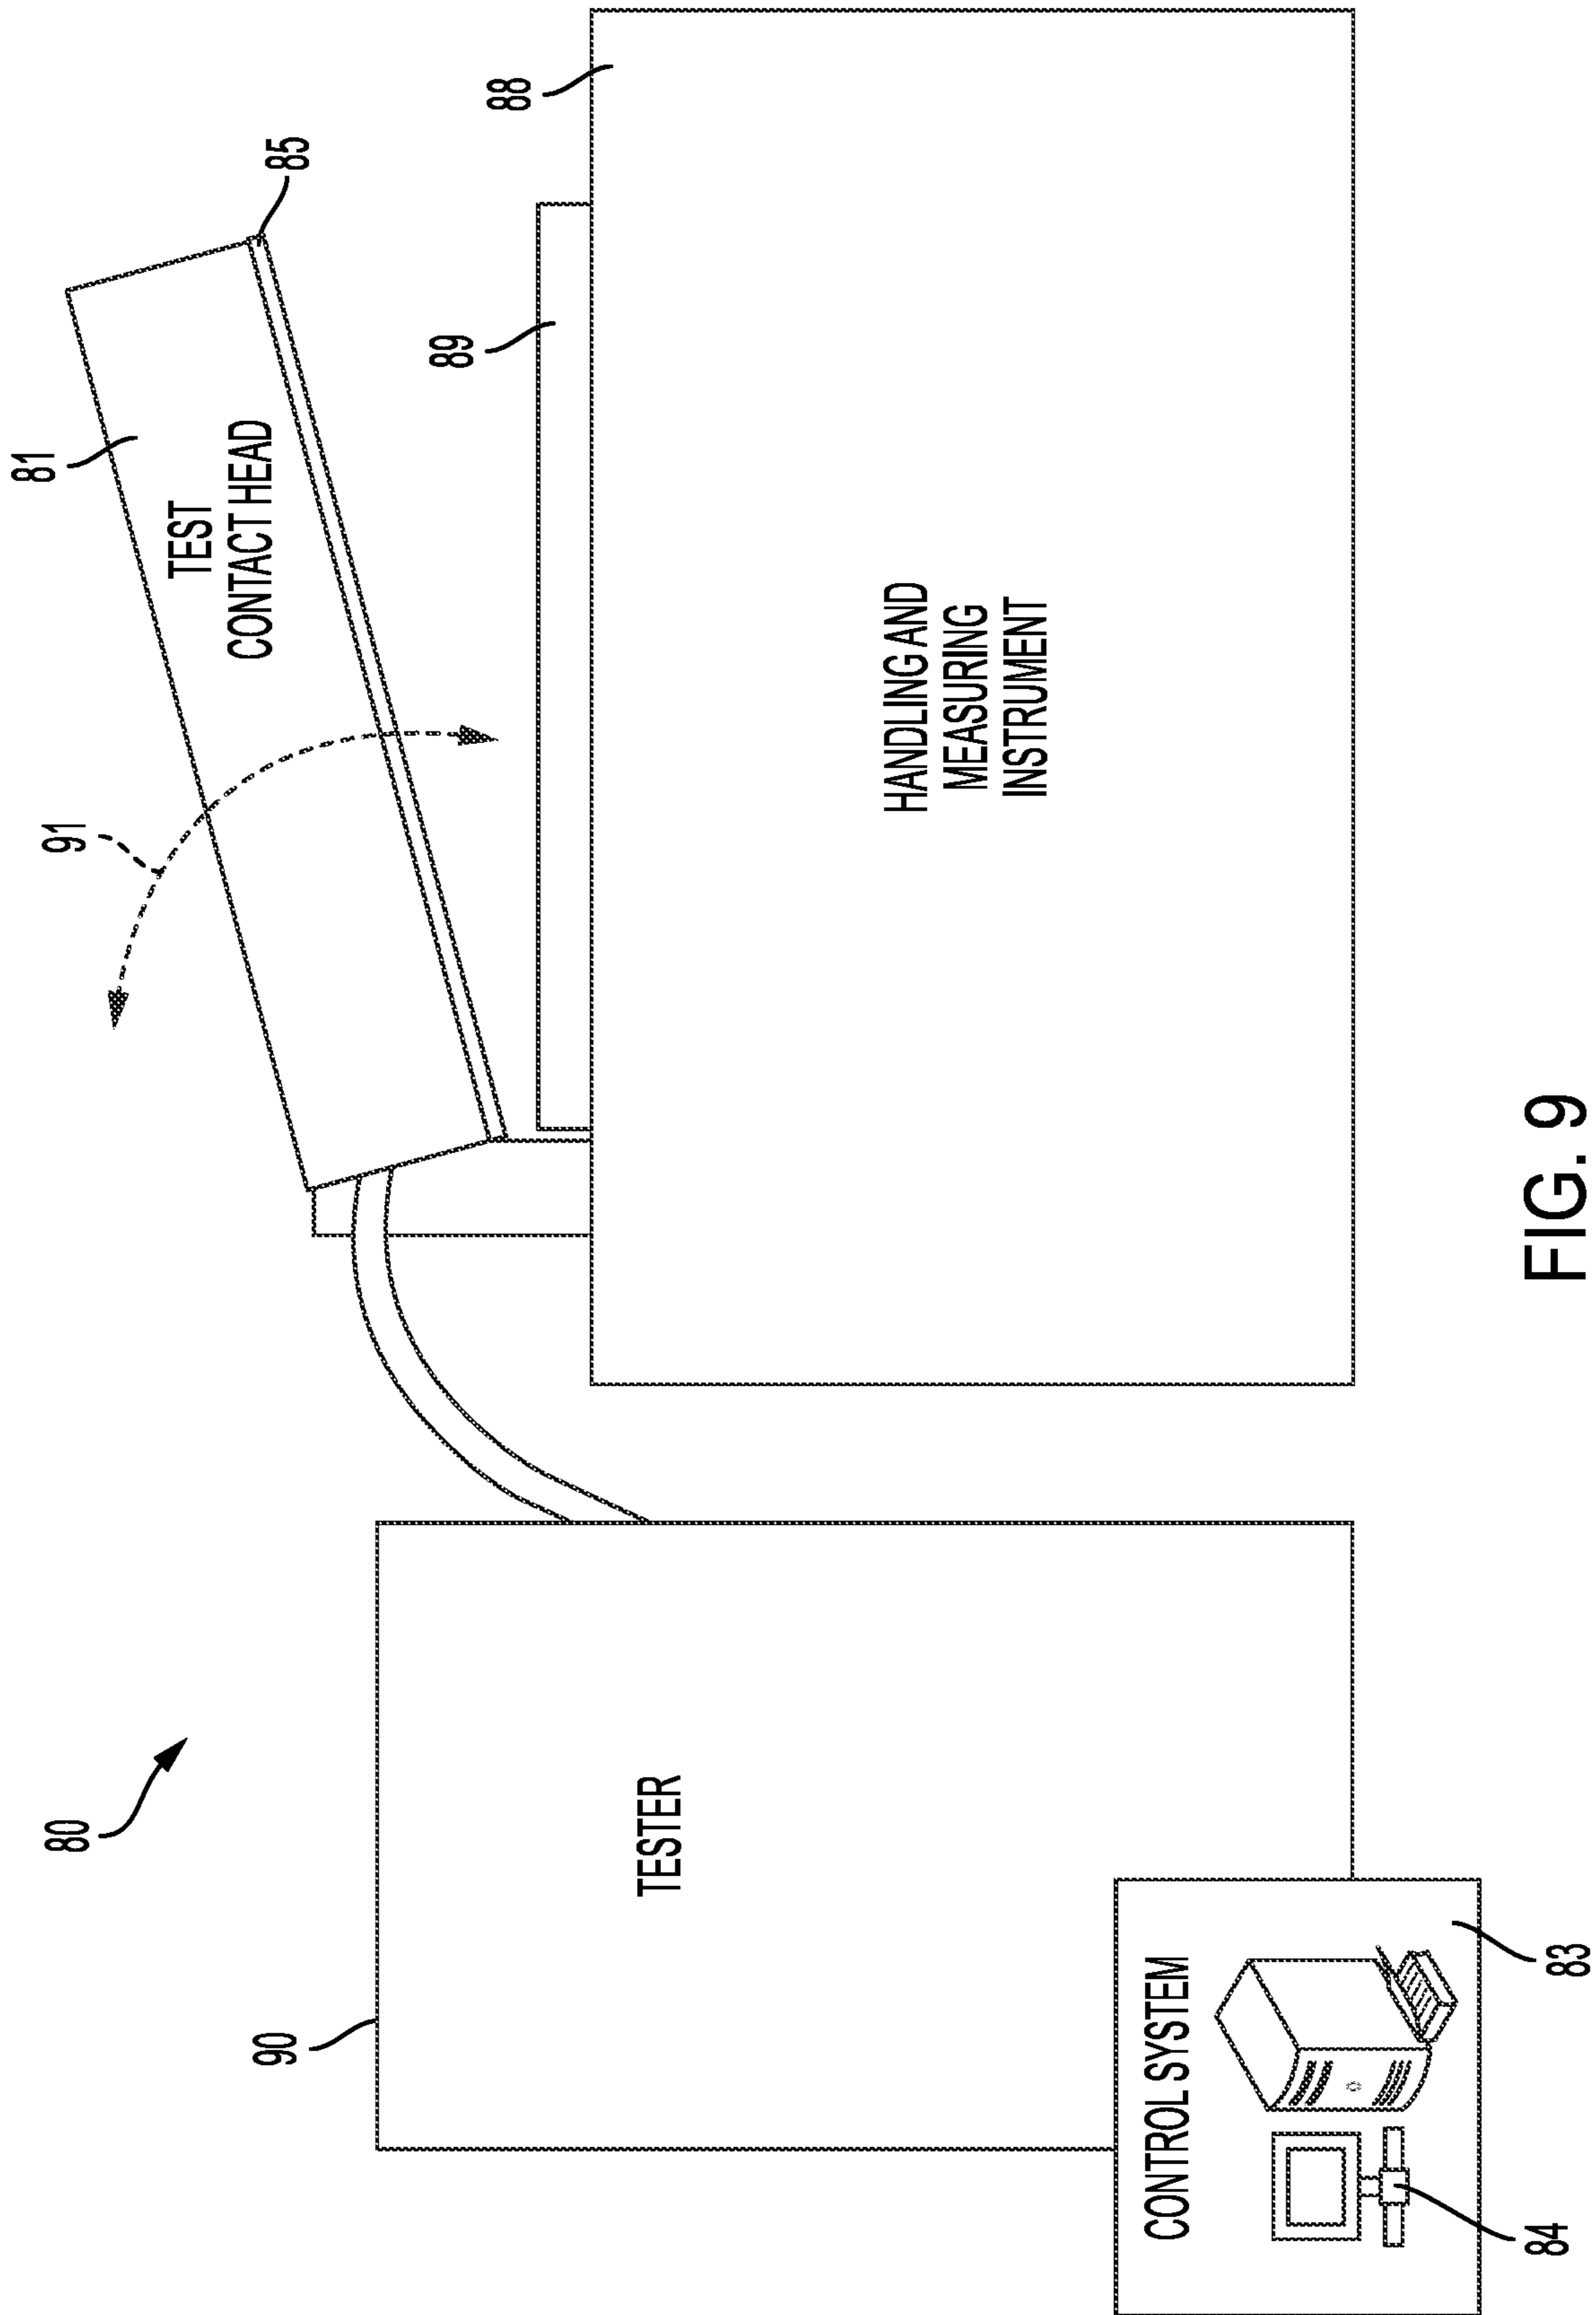 80
91
81
85
TEST
CONTACT HEAD
89
88
90
TESTER
HANDLING AND
MEASURING
INSTRUMENT
CONTROL SYSTEM
84
83
FIG. 9